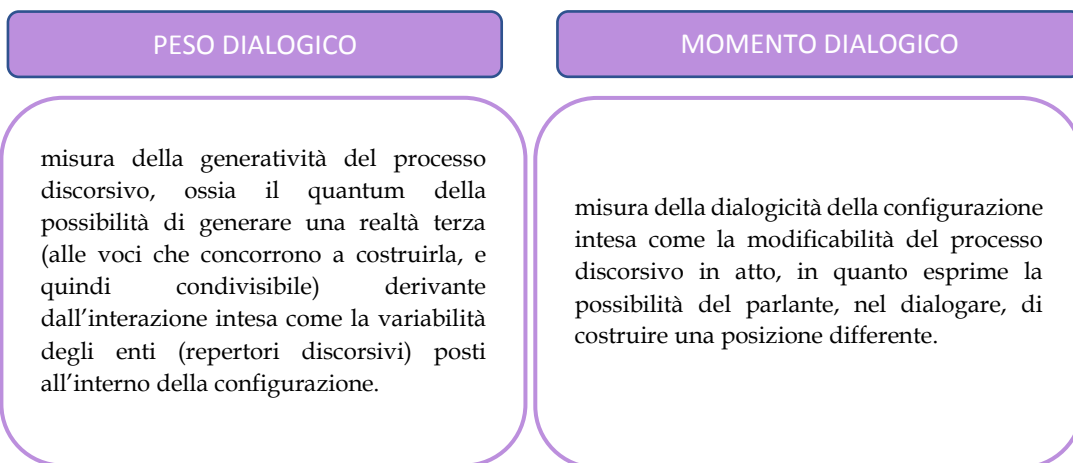 PESO DIALOGICO
misura della generatività del processo
discorsivo, ossia il quantum della
possibilità di generare una realtà terza
(alle voci che concorrono a costruirla, e
quindi condivisibile) derivante
dall’interazione intesa come la variabilità
degli enti (repertori discorsivi) posti
all’interno della configurazione.
MOMENTO DIALOGICO
misura della dialogicità della configurazione
intesa come la modificabilità del processo
discorsivo in atto, in quanto esprime la
possibilità del parlante, nel dialogare, di
costruire una posizione differente.